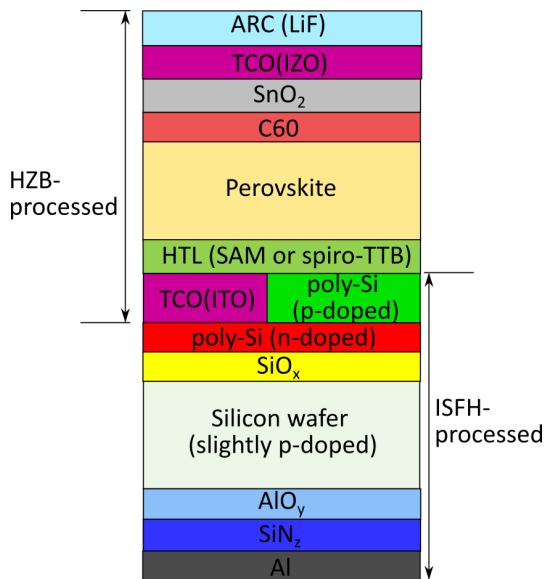 ARC (LiF)
TCO(IZO)
SnO₂
C60
HZB-
processed
Perovskite
HTL (SAM or spiro-TTB)
TCO(ITO)
poly-Si
(p-doped)
poly-Si (n-doped)
SiOₓ
Silicon wafer
(slightly p-doped)
ISFH-
processed
AlOy
SiNz
Al